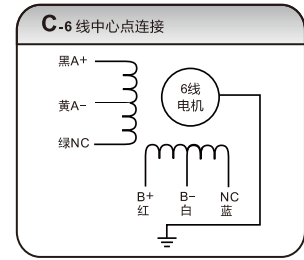 C-6 线中心点连接
黑A+
黄A-
绿NC
6线
电机
B+ B- NC
红 白 蓝